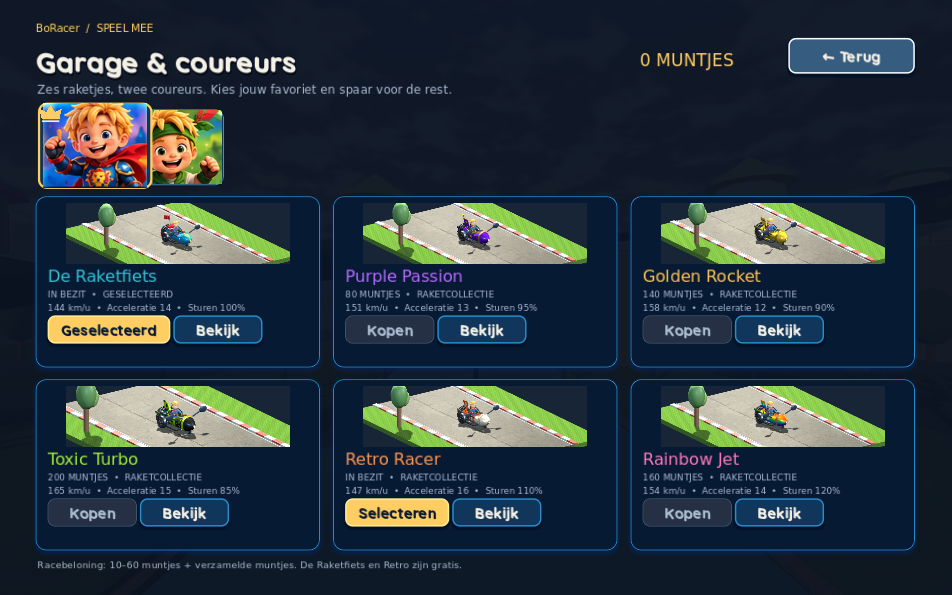 BoRacer / SPEEL MEE
Garage & coureurs
0 MUNTJES
← Terug
Zes raketjes, twee coureurs. Kies jouw favoriet en spaar voor de rest.
De Raketfiets
IN BEZIT • GESELECTEERD
144 km/u • Acceleratie 14 • Sturen 100%
Geselecteerd
Bekijk
Purple Passion
80 MUNTJES • RAKETCOLLECTIE
151 km/u • Acceleratie 13 • Sturen 95%
Kopen
Bekijk
Golden Rocket
140 MUNTJES • RAKETCOLLECTIE
158 km/u • Acceleratie 12 • Sturen 90%
Kopen
Bekijk
Toxic Turbo
200 MUNTJES • RAKETCOLLECTIE
165 km/u • Acceleratie 15 • Sturen 85%
Kopen
Bekijk
Retro Racer
IN BEZIT • RAKETCOLLECTIE
147 km/u • Acceleratie 16 • Sturen 110%
Selecteren
Bekijk
Rainbow Jet
160 MUNTJES • RAKETCOLLECTIE
154 km/u • Acceleratie 14 • Sturen 120%
Kopen
Bekijk
Racebeloning: 10–60 muntjes + verzamelde muntjes. De Raketfiets en Retro zijn gratis.